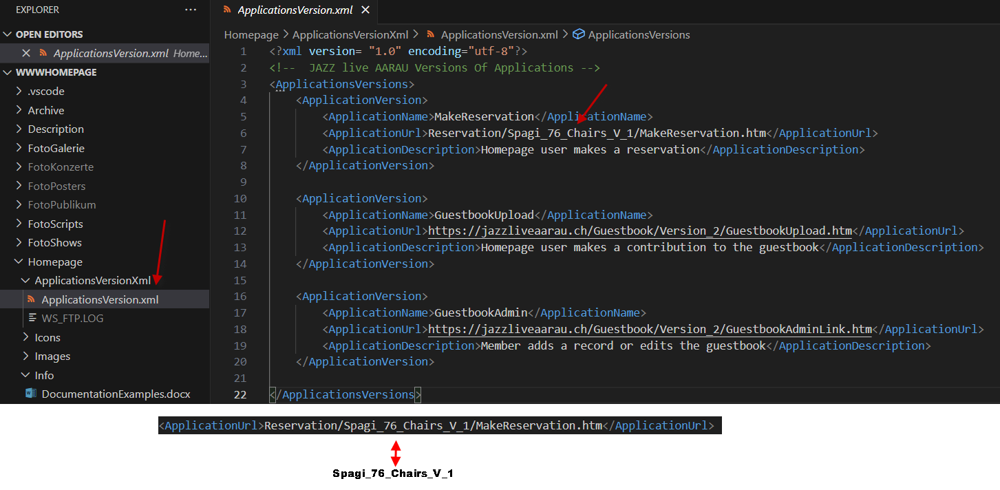 EXPLORER
OPEN EDITORS
ApplicationsVersion.xml Home...
WWWHOMEPAGE
.vscode
Archive
Description
FotoGalerie
FotoKonzerte
FotoPosters
FotoPublikum
FotoScripts
FotoShows
Homepage
ApplicationsVersionXml
ApplicationsVersion.xml
WS_FTP.LOG
Icons
Images
Info
DocumentationExamples.docx
ApplicationsVersion.xml
Homepage > ApplicationsVersionXml > ApplicationsVersion.xml > ApplicationsVersions
1 <?xml version= "1.0" encoding="utf-8"?>
2 <!--  JAZZ live AARAU Versions Of Applications -->
3 <ApplicationsVersions>
4     <ApplicationVersion>
5         <ApplicationName>MakeReservation</ApplicationName>
6         <ApplicationUrl>Reservation/Spagi_76_Chairs_V_1/MakeReservation.htm</ApplicationUrl>
7         <ApplicationDescription>Homepage user makes a reservation</ApplicationDescription>
8     </ApplicationVersion>
9
10     <ApplicationVersion>
11         <ApplicationName>GuestbookUpload</ApplicationName>
12         <ApplicationUrl>https://jazzliveaarau.ch/Guestbook/Version_2/GuestbookUpload.htm</ApplicationUrl>
13         <ApplicationDescription>Homepage user makes a contribution to the guestbook</ApplicationDescription>
14     </ApplicationVersion>
15
16     <ApplicationVersion>
17         <ApplicationName>GuestbookAdmin</ApplicationName>
18         <ApplicationUrl>https://jazzliveaarau.ch/Guestbook/Version_2/GuestbookAdminLink.htm</ApplicationUrl>
19         <ApplicationDescription>Member adds a record or edits the guestbook</ApplicationDescription>
20     </ApplicationVersion>
21
22 </ApplicationsVersions>
<ApplicationUrl>Reservation/Spagi_76_Chairs_V_1/MakeReservation.htm</ApplicationUrl>
Spagi_76_Chairs_V_1